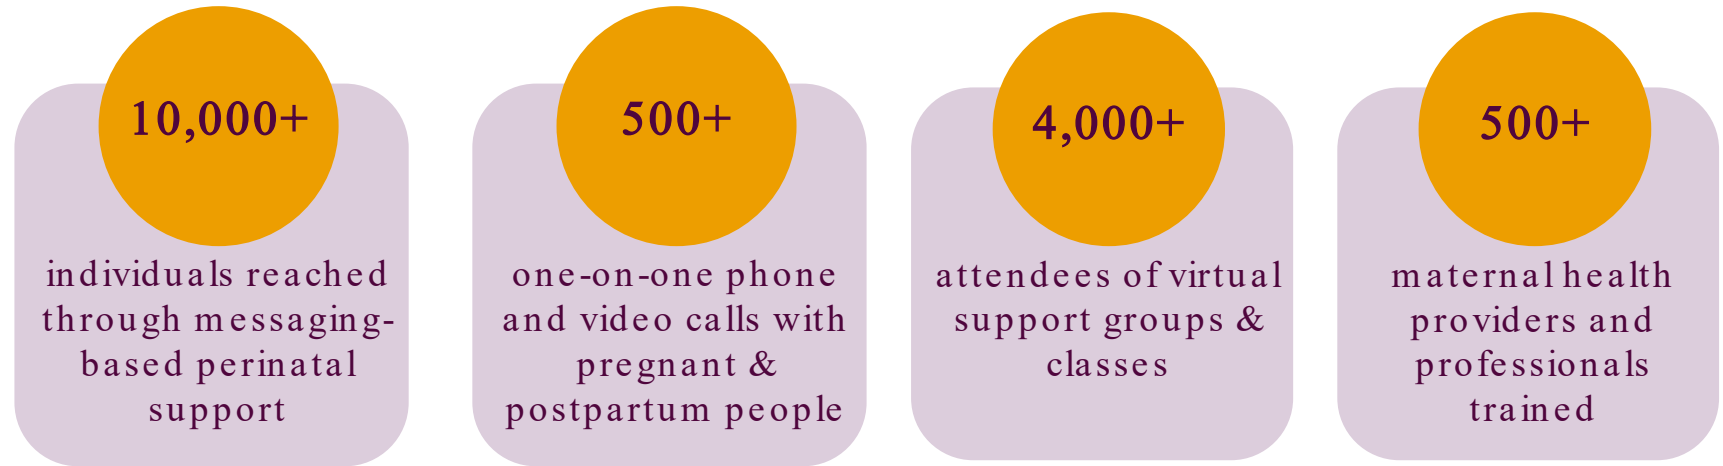 10,000+
individuals reached
through messaging-
based perinatal
support
500+
one-on-one phone
and video calls with
pregnant &
postpartum people
4,000+
attendees of virtual
support groups &
classes
500+
maternal health
providers and
professionals
trained